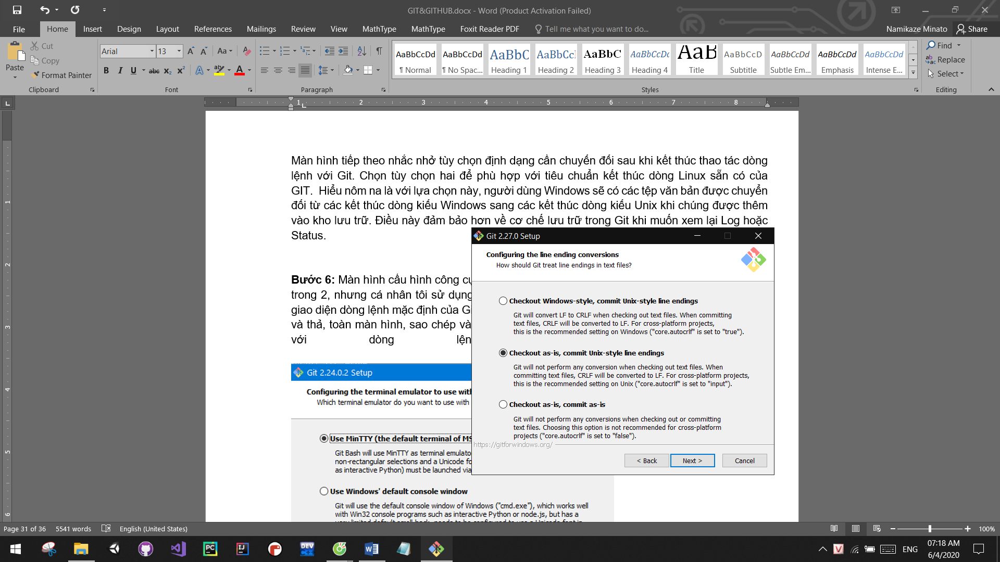 GIT&GITHUB.docx - Word (Product Activation Failed)
File Home Insert Design Layout References Mailings Review View MathType MathType Foxit Reader PDF Tell me what you want to do... Namikaze Minato Share
Paste Cut Copy Format Painter
Arial 13 Aa
B I U abc X₂ X² A ab A
AaBbCcDd AaBbCcDd AaBbC AaBbCc AaBbC AaBbCcDc AaB AaBbCcD AaBbCcDd AaBbCcDd AaBbCcDd
¶ Normal ¶ No Spac... Heading 1 Heading 2 Heading 3 Heading 4 Title Subtitle Subtle Em... Emphasis Intense E...
Find Replace Select
Clipboard Font Paragraph Styles Editing
1 2 3 4 5 6 7 8
Màn hình tiếp theo nhắc nhở tùy chọn định dạng cần chuyển đổi sau khi kết thúc thao tác dòng
lệnh với Git. Chọn tùy chọn hai để phù hợp với tiêu chuẩn kết thúc dòng Linux sẵn có của
GIT.  Hiểu nôm na là với lựa chọn này, người dùng Windows sẽ có các tệp văn bản được chuyển
đổi từ các kết thúc dòng kiểu Windows sang các kết thúc dòng kiểu Unix khi chúng được thêm
vào kho lưu trữ. Điều này đảm bảo hơn về cơ chế lưu trữ trong Git khi muốn xem lại Log hoặc
Status.
Bước 6: Màn hình cấu hình công cụ
trong 2, nhưng cá nhân tôi sử dụng
giao diện dòng lệnh mặc định của Gi
và thả, toàn màn hình, sao chép và
với dòng lện
Git 2.24.0.2 Setup
Configuring the terminal emulator to use with
Which terminal emulator do you want to use with
Use MinTTY (the default terminal of MS
Git Bash will use MinTTY as terminal emulato
non-rectangular selections and a Unicode fo
as interactive Python) must be launched via
Use Windows' default console window
Git will use the default console window of Windows ("cmd.exe"), which works well
with Win32 console programs such as interactive Python or node.js, but has a
Git 2.27.0 Setup
Configuring the line ending conversions
How should Git treat line endings in text files?
Checkout Windows-style, commit Unix-style line endings
Git will convert LF to CRLF when checking out text files. When committing
text files, CRLF will be converted to LF. For cross-platform projects,
this is the recommended setting on Windows ("core.autocrlf" is set to "true").
Checkout as-is, commit Unix-style line endings
Git will not perform any conversion when checking out text files. When
committing text files, CRLF will be converted to LF. For cross-platform projects,
this is the recommended setting on Unix ("core.autocrlf" is set to "input").
Checkout as-is, commit as-is
Git will not perform any conversions when checking out or committing
text files. Choosing this option is not recommended for cross-platform
projects ("core.autocrlf" is set to "false").
https://gitforwindows.org/
< Back Next > Cancel
1
2
3
4
5
6
Page 31 of 36 5541 words English (United States) 100%
PC IJ DEV V ENG 07:18 AM
6/4/2020